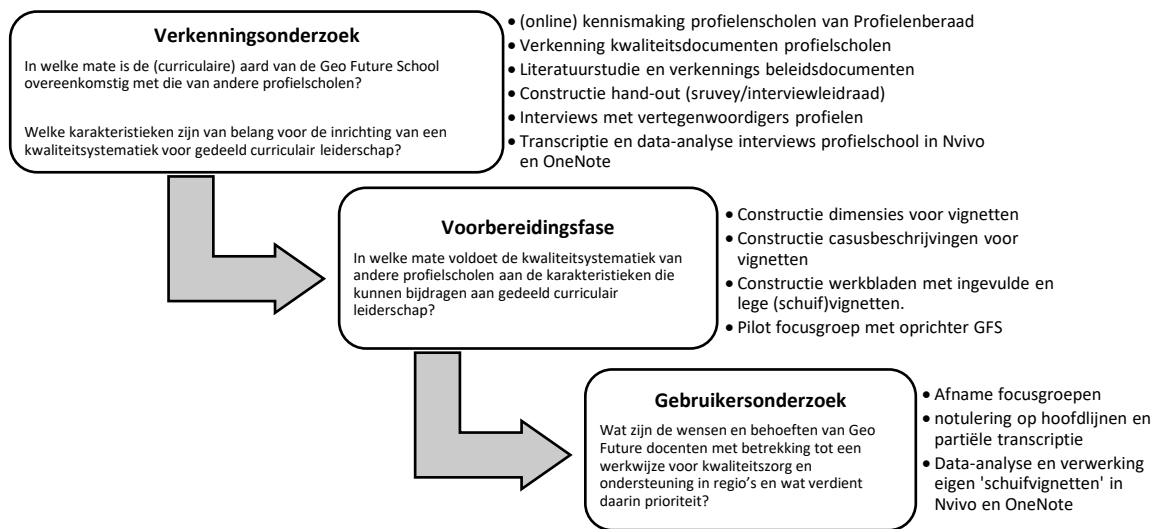 Verkenningsonderzoek
In welke mate is de (curriculaire) aard van de Geo Future School
overeenkomstig met die van andere profielscholen?
Welke karakteristieken zijn van belang voor de inrichting van een
kwaliteitsystematiek voor gedeeld curriculair leiderschap?
• (online) kennismaking profielenscholen van Profielenberaad
• Verkenning kwaliteitsdocumenten profielscholen
• Literatuurstudie en verkennings beleidsdocumenten
• Constructie hand-out (sruvey/interviewleidraad)
• Interviews met vertegenwoordigers profielen
• Transcriptie en data-analyse interviews profielschool in Nvivo
en OneNote
Voorbereidingsfase
In welke mate voldoet de kwaliteitsystematiek van
andere profielscholen aan de karakteristieken die
kunnen bijdragen aan gedeeld curriculair
leiderschap?
• Constructie dimensies voor vignetten
• Constructie casusbeschrijvingen voor
vignetten
• Constructie werkbladen met ingevulde en
lege (schuif)vignetten.
• Pilot focusgroep met oprichter GFS
Gebruikersonderzoek
Wat zijn de wensen en behoeften van Geo
Future docenten met betrekking tot een
werkwijze voor kwaliteitszorg en
ondersteuning in regio's en wat verdient
daarin prioriteit?
• Afname focusgroepen
• notulering op hoofdlijnen en
partiële transcriptie
• Data-analyse en verwerking
eigen 'schuifvignetten' in
Nvivo en OneNote